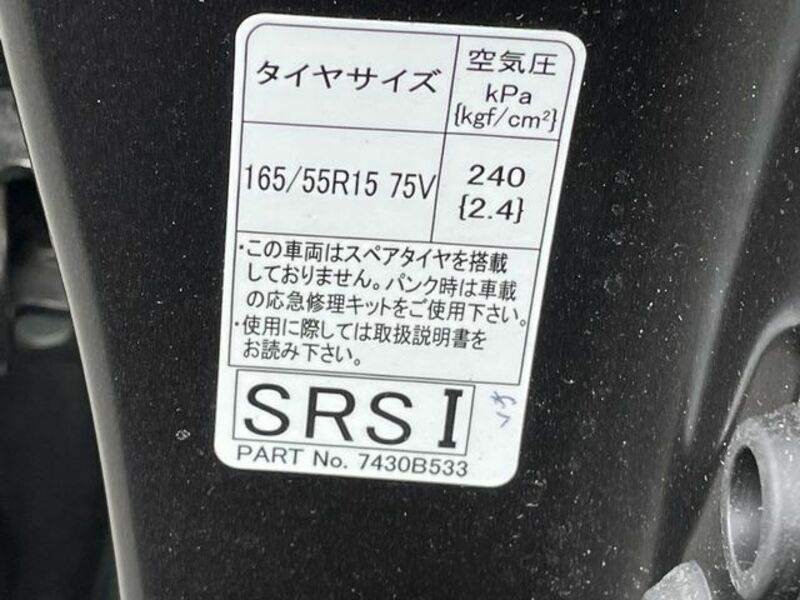 タイヤサイズ
空気圧
kPa
{kgf/cm²}
165/55R15 75V
240
{2.4}
・この車両はスペアタイヤを搭載
しておりません。パンク時は車載
の応急修理キットをご使用下さい。
・使用に際しては取扱説明書を
お読み下さい。
SRS I
PART No. 7430B533